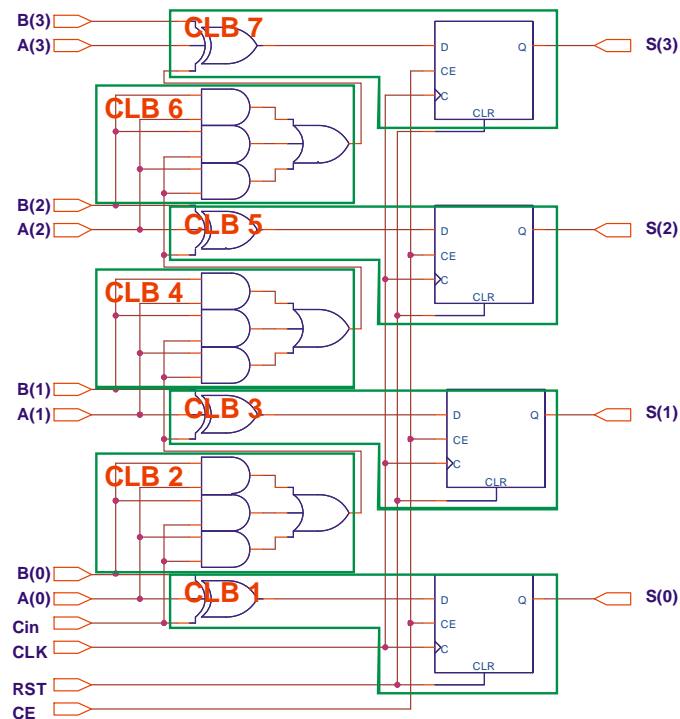 B(3)
CLB 7
A(3)
D
Q
S(3)
CE
C
CLR
CLB 6
B(2)
A(2)
CLB 5
D
Q
S(2)
CE
C
CLR
CLB 4
B(1)
A(1)
CLB 3
D
Q
S(1)
CE
C
CLR
CLB 2
B(0)
A(0)
CLB 1
D
Q
S(0)
Cin
CE
CLK
C
CLR
RST
CE